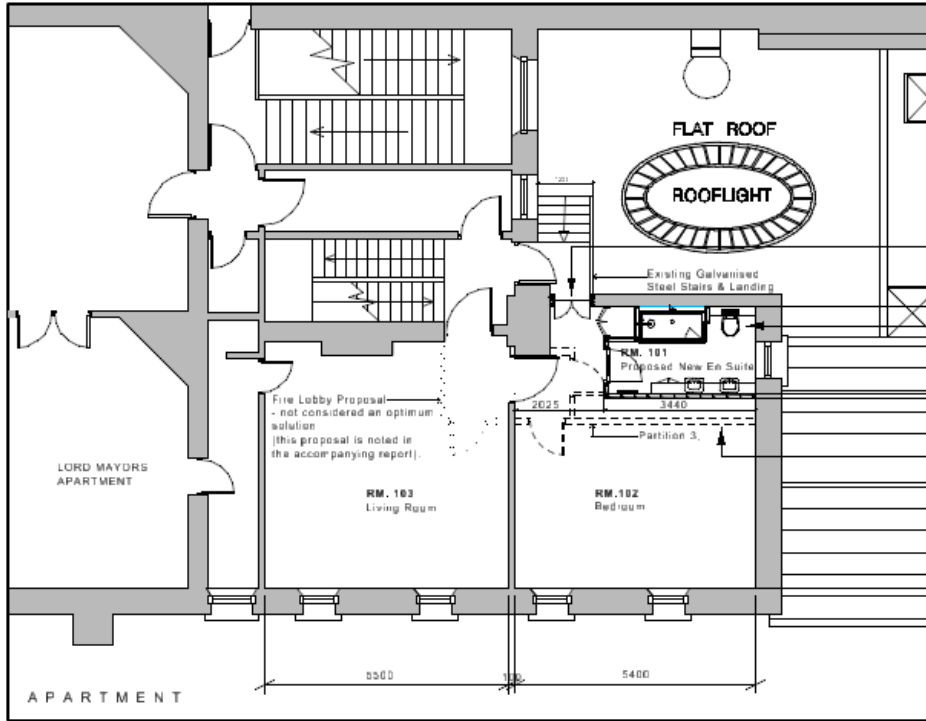 FLAT ROOF
ROOFLIGHT
Existing Galvanised
Steel Stairs & Landing
RM. 101
Proposed New En Suite
2025
3440
Fire Lobby Proposal
- not considered an optimum
solution
(this proposal is noted in
the accompanying report).
Partition 3.
LORD MAYORS
APARTMENT
RM. 103
Living Room
RM.102
Bedroom
5500
100
5400
APARTMENT